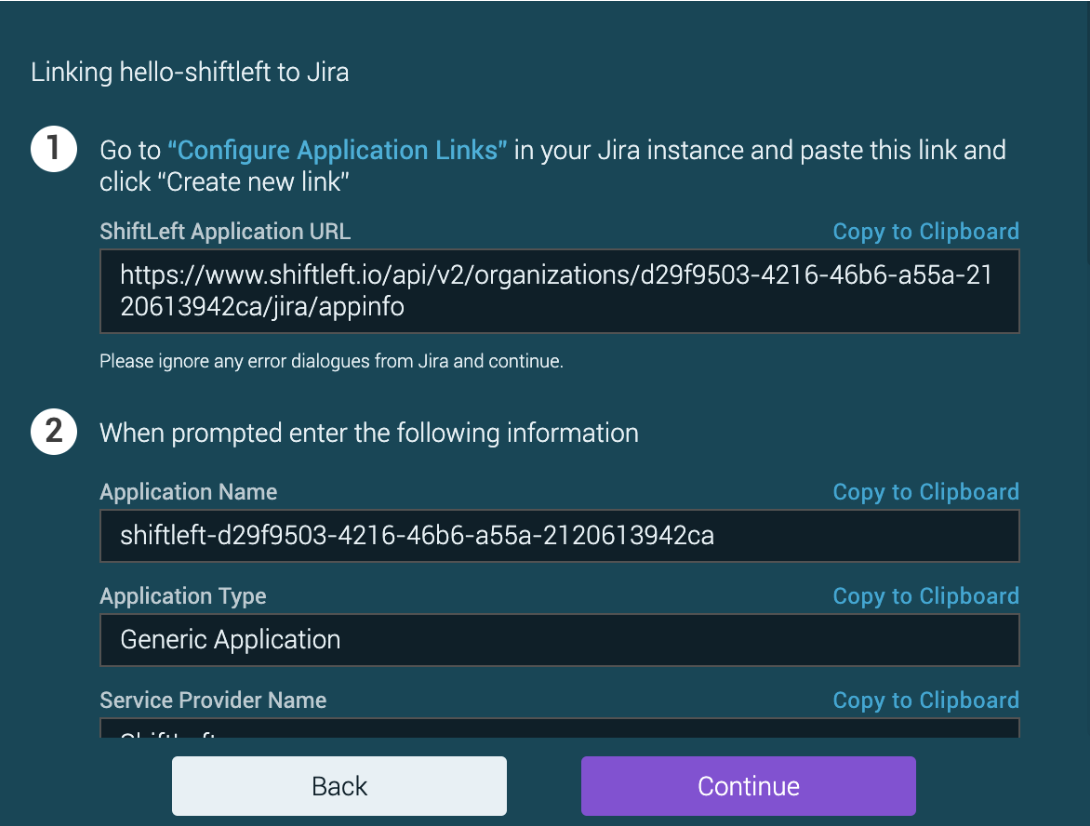 Linking hello-shiftleft to Jira
1
Go to “Configure Application Links” in your Jira instance and paste this link and
click “Create new link”
ShiftLeft Application URL
Copy to Clipboard
https://www.shiftleft.io/api/v2/organizations/d29f9503-4216-46b6-a55a-21
20613942ca/jira/appinfo
Please ignore any error dialogues from Jira and continue.
2
When prompted enter the following information
Application Name
Copy to Clipboard
shiftleft-d29f9503-4216-46b6-a55a-2120613942ca
Application Type
Copy to Clipboard
Generic Application
Service Provider Name
Copy to Clipboard
Back
Continue